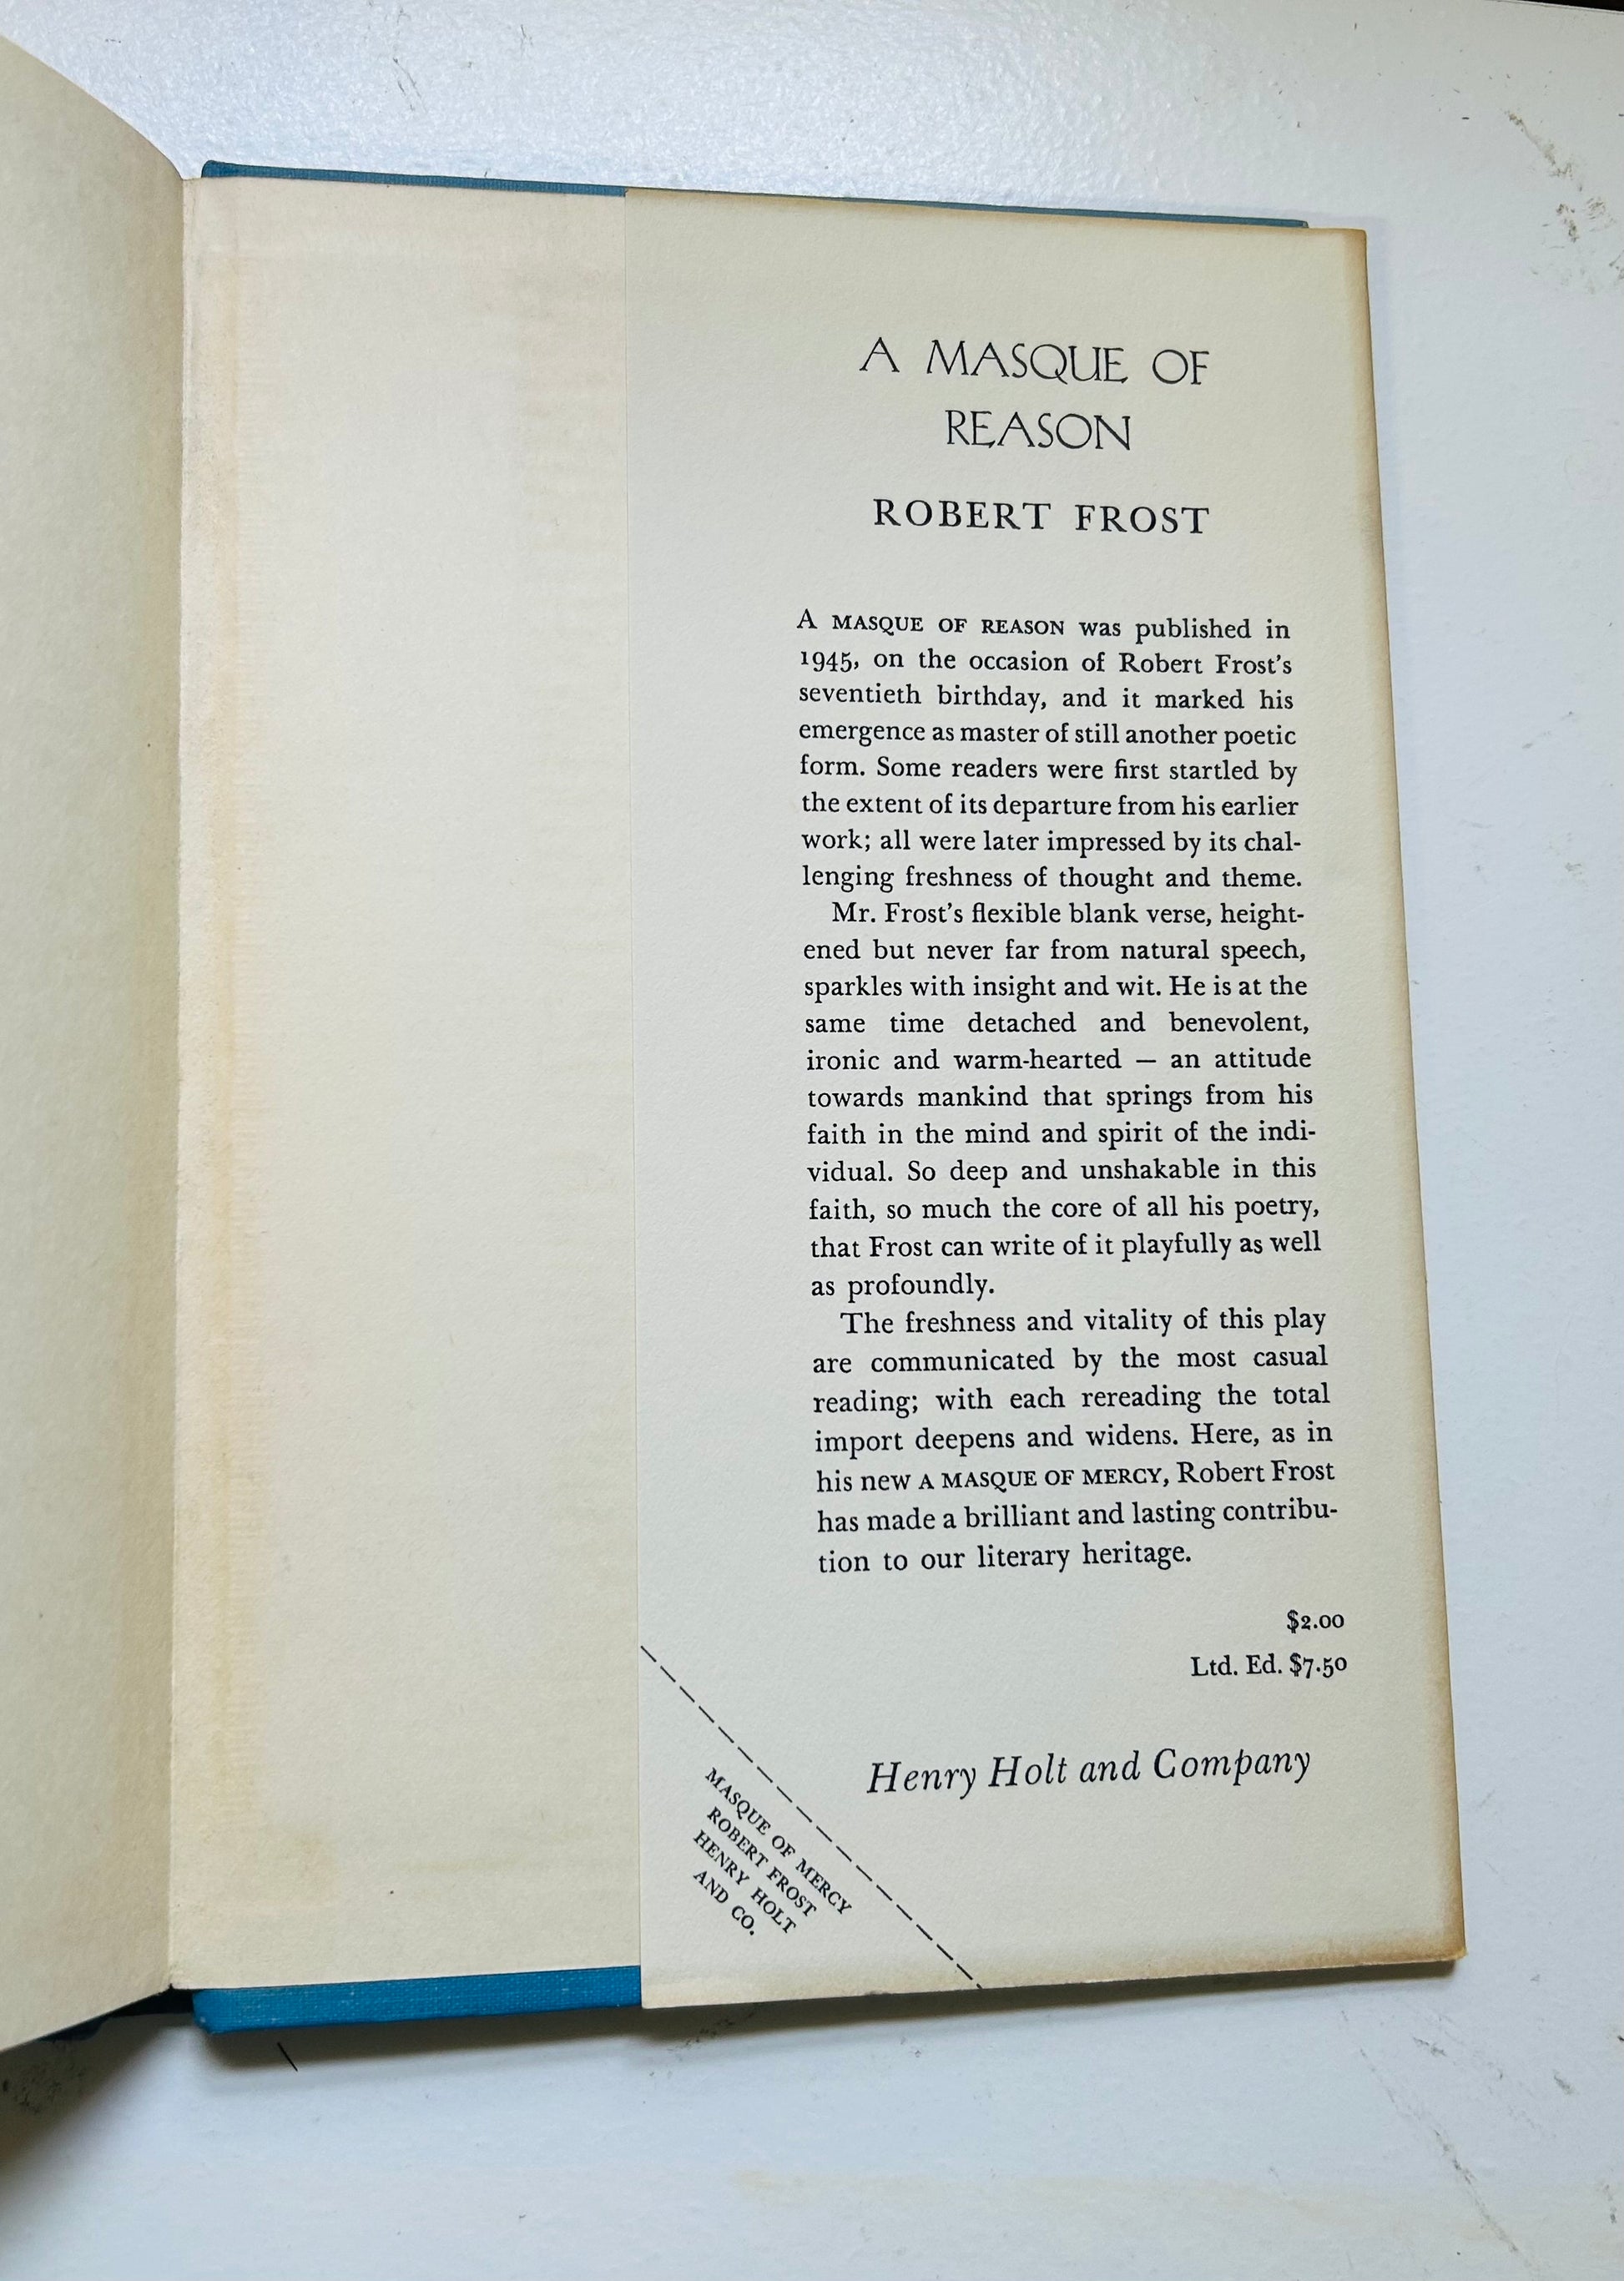 A MASQUE OF
REASON
ROBERT FROST
A MASQUE OF REASON was published in
1945, on the occasion of Robert Frost's
seventieth birthday, and it marked his
emergence as master of still another poetic
form. Some readers were first startled by
the extent of its departure from his earlier
work; all were later impressed by its chal-
lenging freshness of thought and theme.
Mr. Frost's flexible blank verse, height-
ened but never far from natural speech,
sparkles with insight and wit. He is at the
same time detached and benevolent,
ironic and warm-hearted — an attitude
towards mankind that springs from his
faith in the mind and spirit of the indi-
vidual. So deep and unshakable in this
faith, so much the core of all his poetry,
that Frost can write of it playfully as well
as profoundly.
The freshness and vitality of this play
are communicated by the most casual
reading; with each rereading the total
import deepens and widens. Here, as in
his new A MASQUE OF MERCY, Robert Frost
has made a brilliant and lasting contribu-
tion to our literary heritage.
$2.00
Ltd. Ed. $7.50
Henry Holt and Company
MASQUE OF MERCY
ROBERT FROST
HENRY HOLT
AND CO.